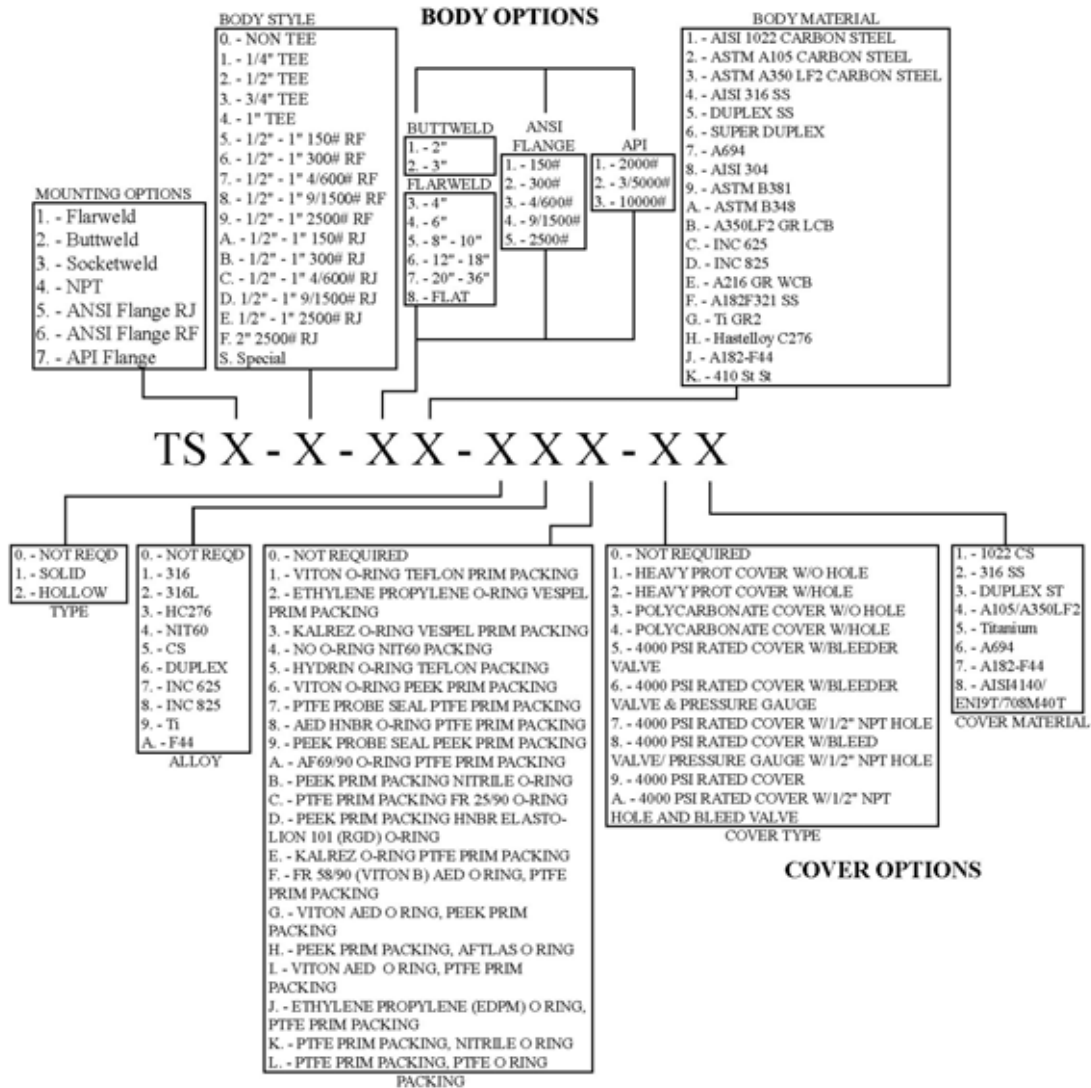 BODY OPTIONS
BODY STYLE
0. - NON TEE
1. - 1/4" TEE
2. - 1/2" TEE
3. - 3/4" TEE
4. - 1" TEE
5. - 1/2" - 1" 150# RF
6. - 1/2" - 1" 300# RF
7. - 1/2" - 1" 4/600# RF
8. - 1/2" - 1" 9/1500# RF
9. - 1/2" - 1" 2500# RF
A. - 1/2" - 1" 150# RJ
B. - 1/2" - 1" 300# RJ
C. - 1/2" - 1" 4/600# RJ
D. 1/2" - 1" 9/1500# RJ
E. 1/2" - 1" 2500# RJ
F. 2" 2500# RJ
S. Special
MOUNTING OPTIONS
1. - Flarweld
2. - Buttweld
3. - Socketweld
4. - NPT
5. - ANSI Flange RJ
6. - ANSI Flange RF
7. - API Flange
BUTTWELD
1. - 2"
2. - 3"
FLARWELD
3. - 4"
4. - 6"
5. - 8" - 10"
6. - 12" - 18"
7. - 20" - 36"
8. - FLAT
ANSI
FLANGE
1. - 150#
2. - 300#
3. - 4/600#
4. - 9/1500#
5. - 2500#
API
1. - 2000#
2. - 3/5000#
3. - 10000#
BODY MATERIAL
1. - AISI 1022 CARBON STEEL
2. - ASTM A105 CARBON STEEL
3. - ASTM A350 LF2 CARBON STEEL
4. - AISI 316 SS
5. - DUPLEX SS
6. - SUPER DUPLEX
7. - A694
8. - AISI 304
9. - ASTM B381
A. - ASTM B348
B. - A350LF2 GR LCB
C. - INC 625
D. - INC 825
E. - A216 GR WCB
F. - A182F321 SS
G. - Ti GR2
H. - Hastelloy C276
J. - A182-F44
K. - 410 St St
TS X - X - X X - X X X - X X
0. - NOT REQD
1. - SOLID
2. - HOLLOW
TYPE
0. - NOT REQD
1. - 316
2. - 316L
3. - HC276
4. - NIT60
5. - CS
6. - DUPLEX
7. - INC 625
8. - INC 825
9. - Ti
A. - F44
ALLOY
0. - NOT REQUIRED
1. - VITON O-RING TEFLON PRIM PACKING
2. - ETHYLENE PROPYLENE O-RING VESPEL
PRIM PACKING
3. - KALREZ O-RING VESPEL PRIM PACKING
4. - NO O-RING NIT60 PACKING
5. - HYDRIN O-RING TEFLON PACKING
6. - VITON O-RING PEEK PRIM PACKING
7. - PTFE PROBE SEAL PTFE PRIM PACKING
8. - AED HNBR O-RING PTFE PRIM PACKING
9. - PEEK PROBE SEAL PEEK PRIM PACKING
A. - AF69/90 O-RING PTFE PRIM PACKING
B. - PEEK PRIM PACKING NITRILE O-RING
C. - PTFE PRIM PACKING FR 25/90 O-RING
D. - PEEK PRIM PACKING HNBR ELASTO-
LION 101 (RGD) O-RING
E. - KALREZ O-RING PTFE PRIM PACKING
F. - FR 58/90 (VITON B) AED O RING, PTFE
PRIM PACKING
G. - VITON AED O RING, PEEK PRIM
PACKING
H. - PEEK PRIM PACKING, AFTLAS O RING
I. - VITON AED O RING, PTFE PRIM
PACKING
J. - ETHYLENE PROPYLENE (EDPM) O RING,
PTFE PRIM PACKING
K. - PTFE PRIM PACKING, NITRILE O RING
L. - PTFE PRIM PACKING, PTFE O RING
PACKING
0. - NOT REQUIRED
1. - HEAVY PROT COVER W/O HOLE
2. - HEAVY PROT COVER W/HOLE
3. - POLYCARBONATE COVER W/O HOLE
4. - POLYCARBONATE COVER W/HOLE
5. - 4000 PSI RATED COVER W/BLEEDER
VALVE
6. - 4000 PSI RATED COVER W/BLEEDER
VALVE & PRESSURE GAUGE
7. - 4000 PSI RATED COVER W/1/2" NPT HOLE
8. - 4000 PSI RATED COVER W/BLEED
VALVE/ PRESSURE GAUGE W/1/2" NPT HOLE
9. - 4000 PSI RATED COVER
A. - 4000 PSI RATED COVER W/1/2" NPT
HOLE AND BLEED VALVE
COVER TYPE
1. - 1022 CS
2. - 316 SS
3. - DUPLEX ST
4. - A105/A350LF2
5. - Titanium
6. - A694
7. - A182-F44
8. - AISI4140/
EN19T/708M40T
COVER MATERIAL
COVER OPTIONS